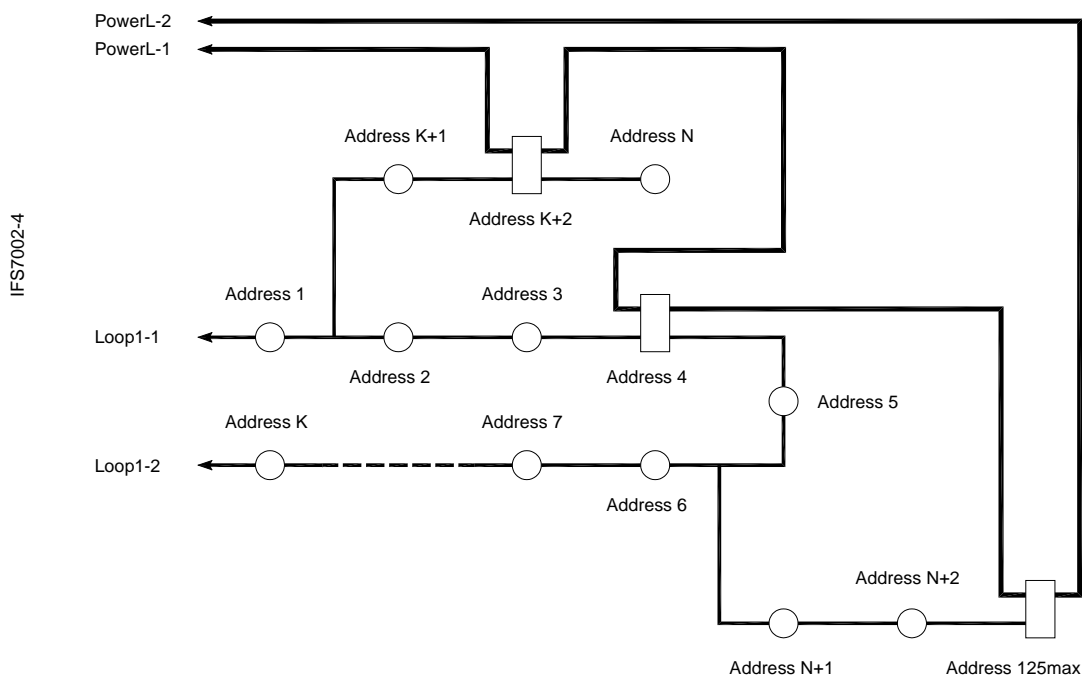 PowerL-2
PowerL-1
Address K+1
Address N
Address K+2
IFS7002-4
Address 1
Address 3
Loop1-1
Address 2
Address 4
Address 5
Address K
Address 7
Loop1-2
Address 6
Address N+2
Address N+1
Address 125max